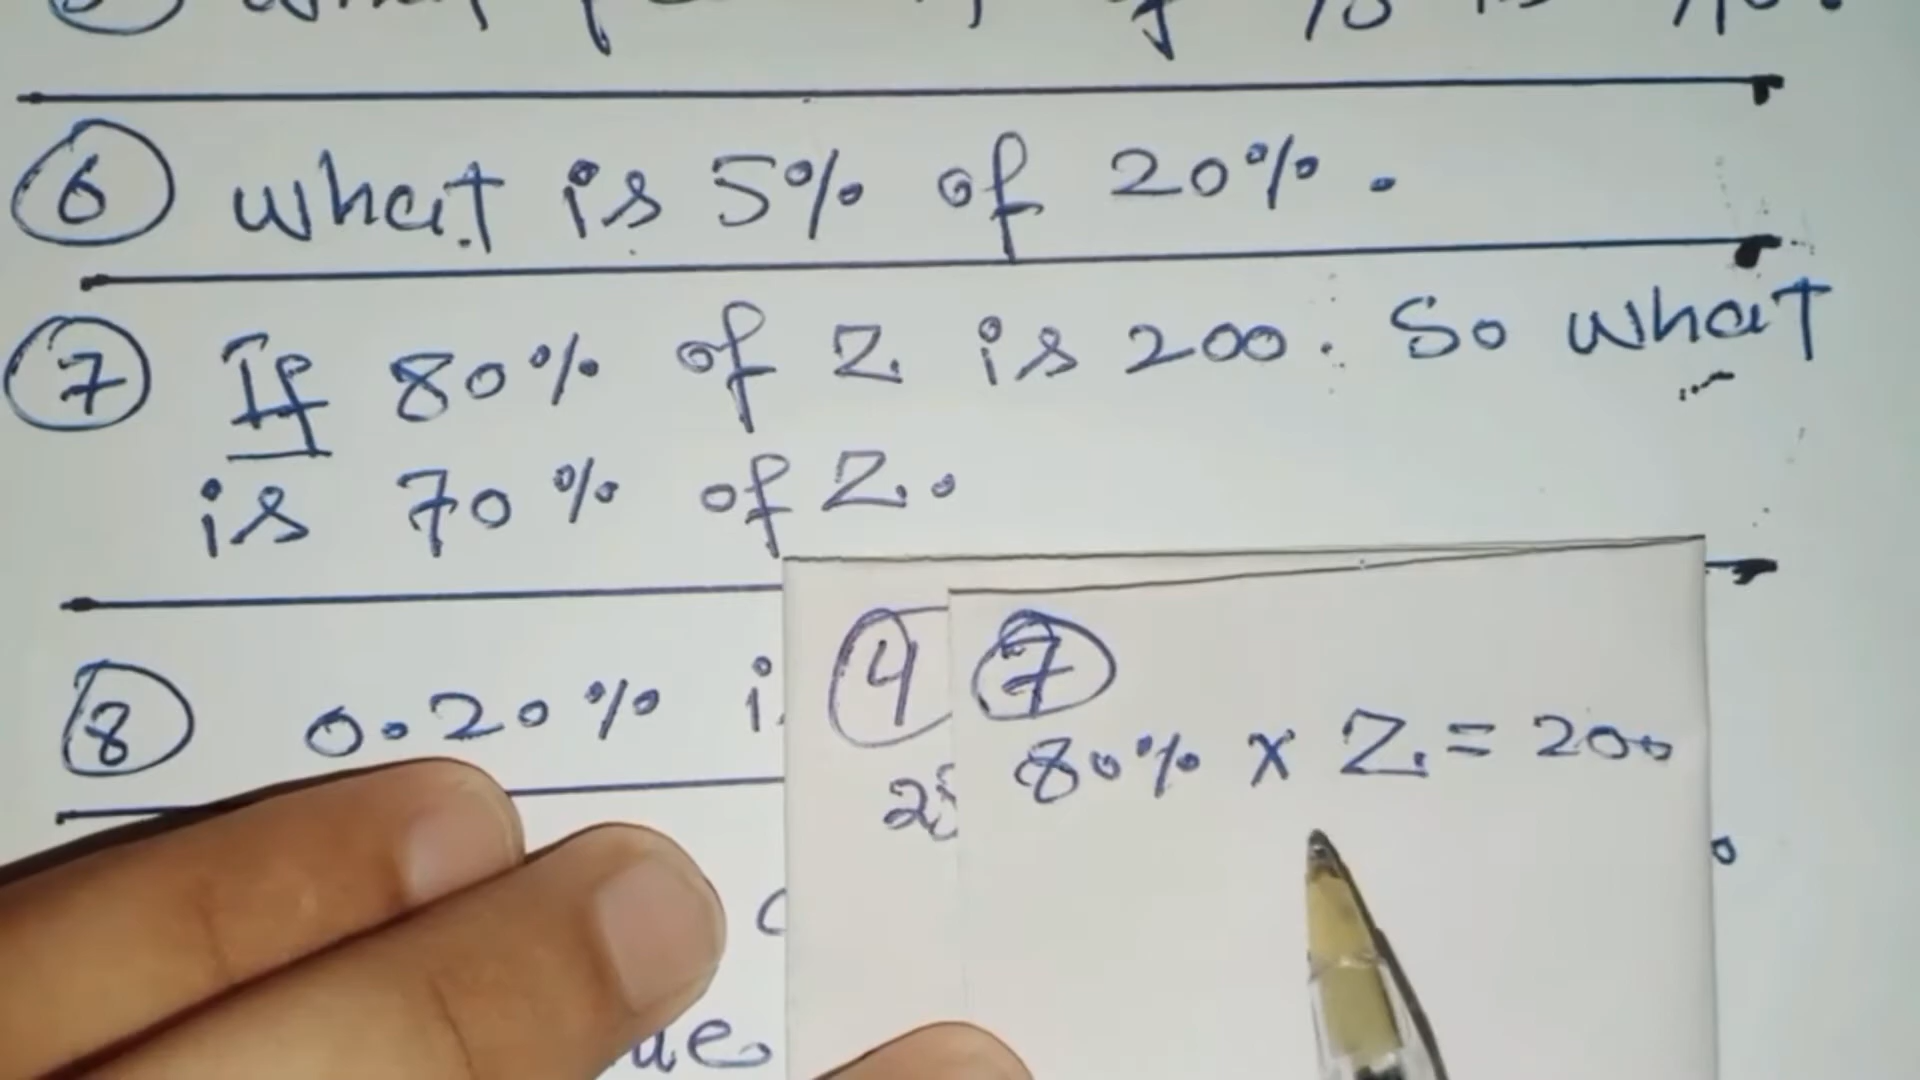 ⑥ What is 5% of 20%.
⑦ If 80% of Z is 200. So what
is 70% of Z.
⑧ 0.20% i
④ ⑦
80% x Z = 200